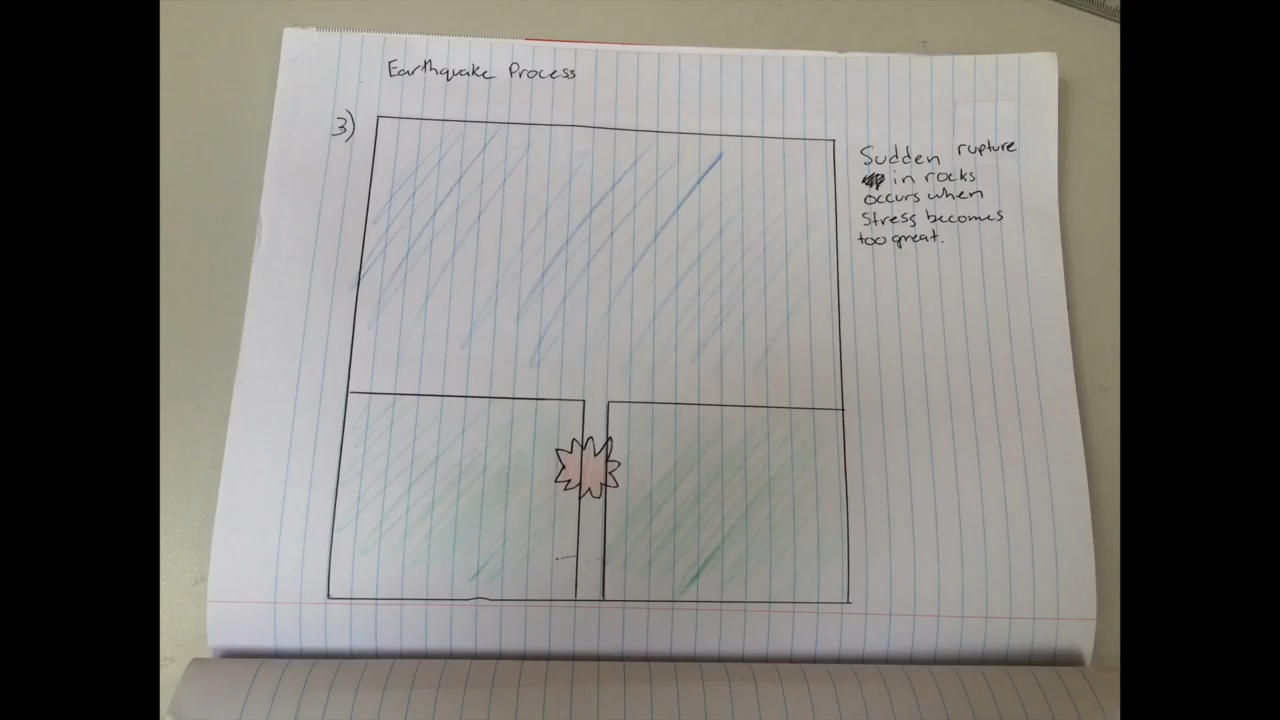 Earthquake Process
3)
Sudden rupture
in rocks
occurs when
stress becomes
too great.